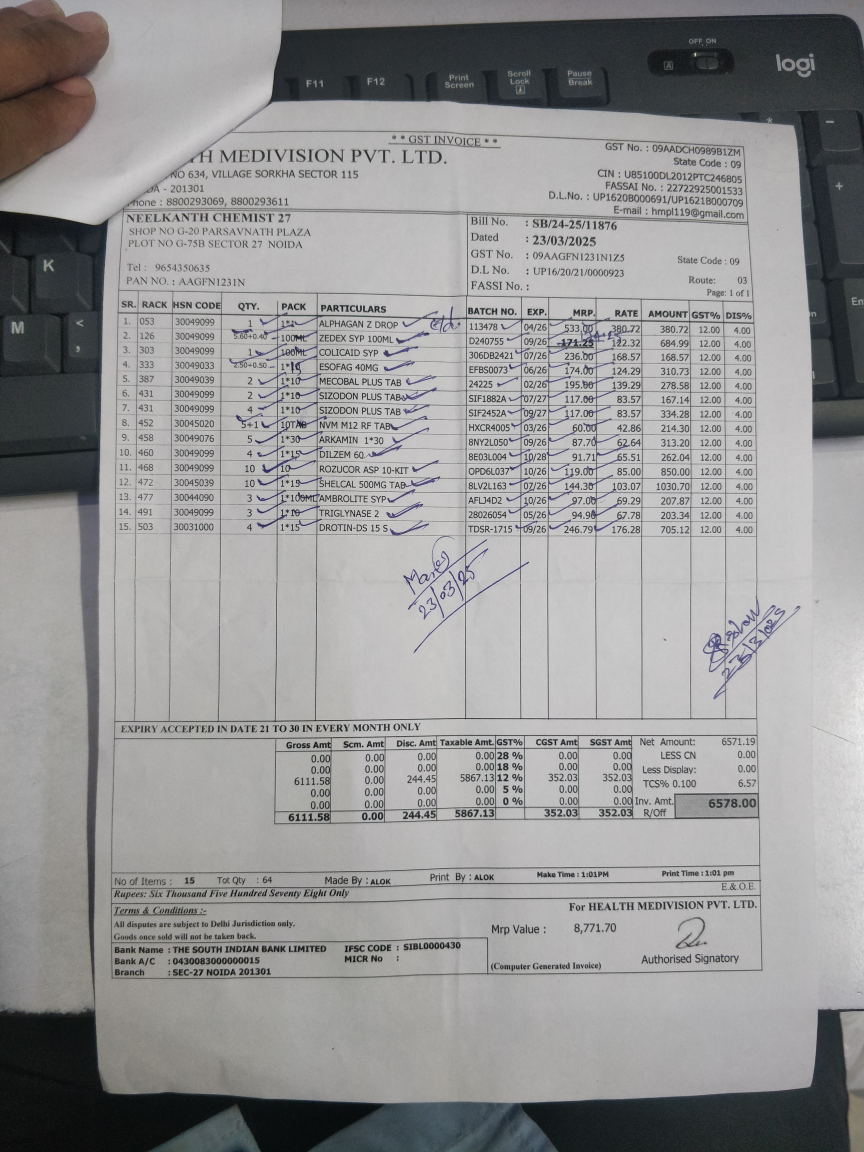 OFF ON
A
logi
F11
F12
Print Screen
Scroll Lock
Pause Break
K
M
* * GST INVOICE * *
TH MEDIVISION PVT. LTD.
NO 634, VILLAGE SORKHA SECTOR 115
DA - 201301
Phone : 8800293069, 8800293611
GST No. : 09AADCH0989B1ZM
State Code : 09
CIN : U85100DL2012PTC246805
FASSAI No. : 22722925001533
D.L.No. : UP1620B000691/UP1621B000709
E-mail : hmpl119@gmail.com
NEELKANTH CHEMIST 27
SHOP NO G-20 PARSAVNATH PLAZA
PLOT NO G-75B SECTOR 27 NOIDA
Tel : 9654350635
PAN NO. : AAGFN1231N
Bill No. : SB/24-25/11876
Dated : 23/03/2025
GST No. : 09AAGFN1231N1Z5 State Code : 09
D.L No. : UP16/20/21/0000923
FASSI No. : Route: 03
Page: 1 of 1
SR. RACK HSN CODE QTY. PACK PARTICULARS BATCH NO. EXP. MRP. RATE AMOUNT GST% DIS%
1. 053 30049099 1 1*1 ALPHAGAN Z DROP 113478 04/26 533.00 380.72 380.72 12.00 4.00
2. 126 30049099 5.60+0.40 100ML ZEDEX SYP 100ML D240755 09/26 171.25 122.32 684.99 12.00 4.00
3. 303 30049099 1 100ML COLICAID SYP 306DB2421 07/26 236.00 168.57 168.57 12.00 4.00
4. 333 30049033 2.50+0.50 ESOFAG 40MG EFBS0073 06/26 174.00 124.29 310.73 12.00 4.00
5. 387 30049039 2 1*10 MECOBAL PLUS TAB 24225 02/26 195.00 139.29 278.58 12.00 4.00
6. 431 30049099 2 1*10 SIZODON PLUS TAB SIF1882A 07/27 117.00 83.57 167.14 12.00 4.00
7. 431 30049099 4 1*10 SIZODON PLUS TAB SIF2452A 09/27 117.00 83.57 334.28 12.00 4.00
8. 452 30045020 5+1 10TAB NVM M12 RF TAB HXCR4005 03/26 60.00 42.86 214.30 12.00 4.00
9. 458 30049076 5 1*30 ARKAMIN 1*30 8NY2L050 09/26 87.70 62.64 313.20 12.00 4.00
10. 460 30049099 4 1*15 DILZEM 60 8E03L004 10/28 91.71 65.51 262.04 12.00 4.00
11. 468 30049099 10 10 ROZUCOR ASP 10-KIT OPD6L037 10/26 119.00 85.00 850.00 12.00 4.00
12. 472 30045039 10 1*15 SHELCAL 500MG TAB 8LV2L163 07/26 144.30 103.07 1030.70 12.00 4.00
13. 477 30044090 3 1*100ML AMBROLITE SYP AFLJ4D2 10/26 97.00 69.29 207.87 12.00 4.00
14. 491 30049099 3 1*10 TRIGLYNASE 2 28026054 05/26 94.90 67.78 203.34 12.00 4.00
15. 503 30031000 4 1*15 DROTIN-DS 15 S TDSR-1715 09/26 246.79 176.28 705.12 12.00 4.00
23/03/25
23/3/025
EXPIRY ACCEPTED IN DATE 21 TO 30 IN EVERY MONTH ONLY
Gross Amt Scm. Amt Disc. Amt Taxable Amt. GST% CGST Amt SGST Amt
0.00 0.00 0.00 0.00 28 % 0.00 0.00
0.00 0.00 0.00 0.00 18 % 0.00 0.00
6111.58 0.00 244.45 5867.13 12 % 352.03 352.03
0.00 0.00 0.00 0.00 5 % 0.00 0.00
0.00 0.00 0.00 0.00 0 % 0.00 0.00
6111.58 0.00 244.45 5867.13 352.03 352.03
Net Amount: 6571.19
LESS CN 0.00
Less Display: 0.00
TCS% 0.100 6.57
Inv. Amt. 6578.00
R/Off
No of Items : 15 Tot Qty : 64 Made By : ALOK Print By : ALOK Make Time : 1:01PM Print Time : 1:01 pm
Rupees: Six Thousand Five Hundred Seventy Eight Only E.& O.E.
Terms & Conditions :-
All disputes are subject to Delhi Jurisdiction only.
Goods once sold will not be taken back.
Bank Name : THE SOUTH INDIAN BANK LIMITED IFSC CODE : SIBL0000430
Bank A/C : 0430083000000015 MICR No :
Branch : SEC-27 NOIDA 201301
For HEALTH MEDIVISION PVT. LTD.
Mrp Value : 8,771.70
Authorised Signatory
(Computer Generated Invoice)